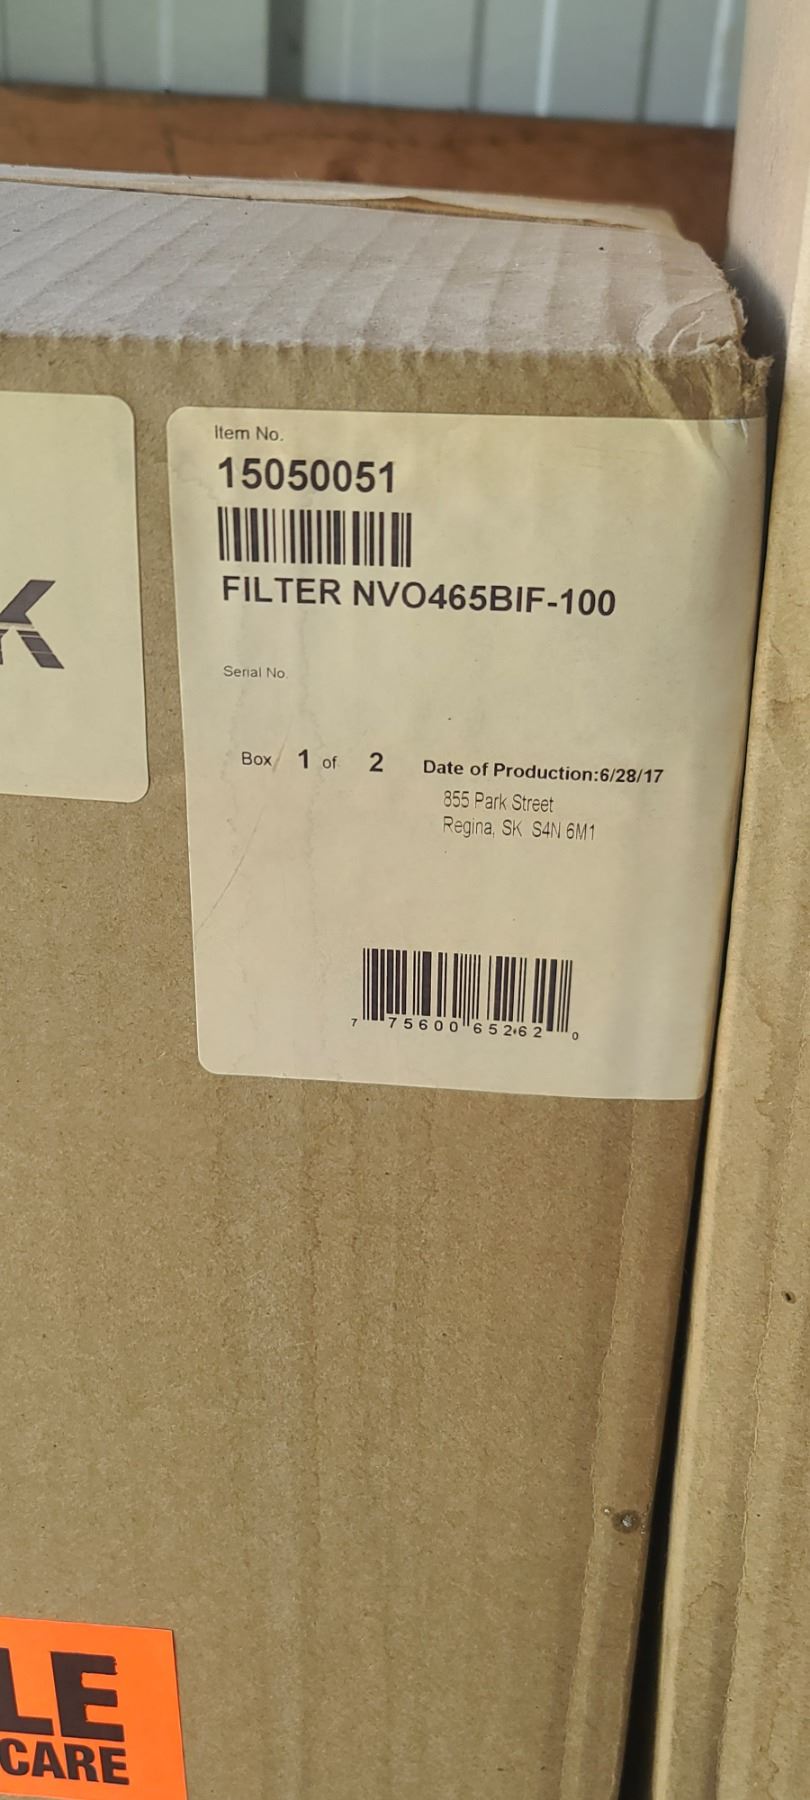 Item No.
15050051
FILTER NVO465BIF-100
Serial No.
Box 1 of 2 Date of Production:6/28/17
855 Park Street
Regina, SK S4N 6M1
7 75600 65262 0
K
LE
CARE